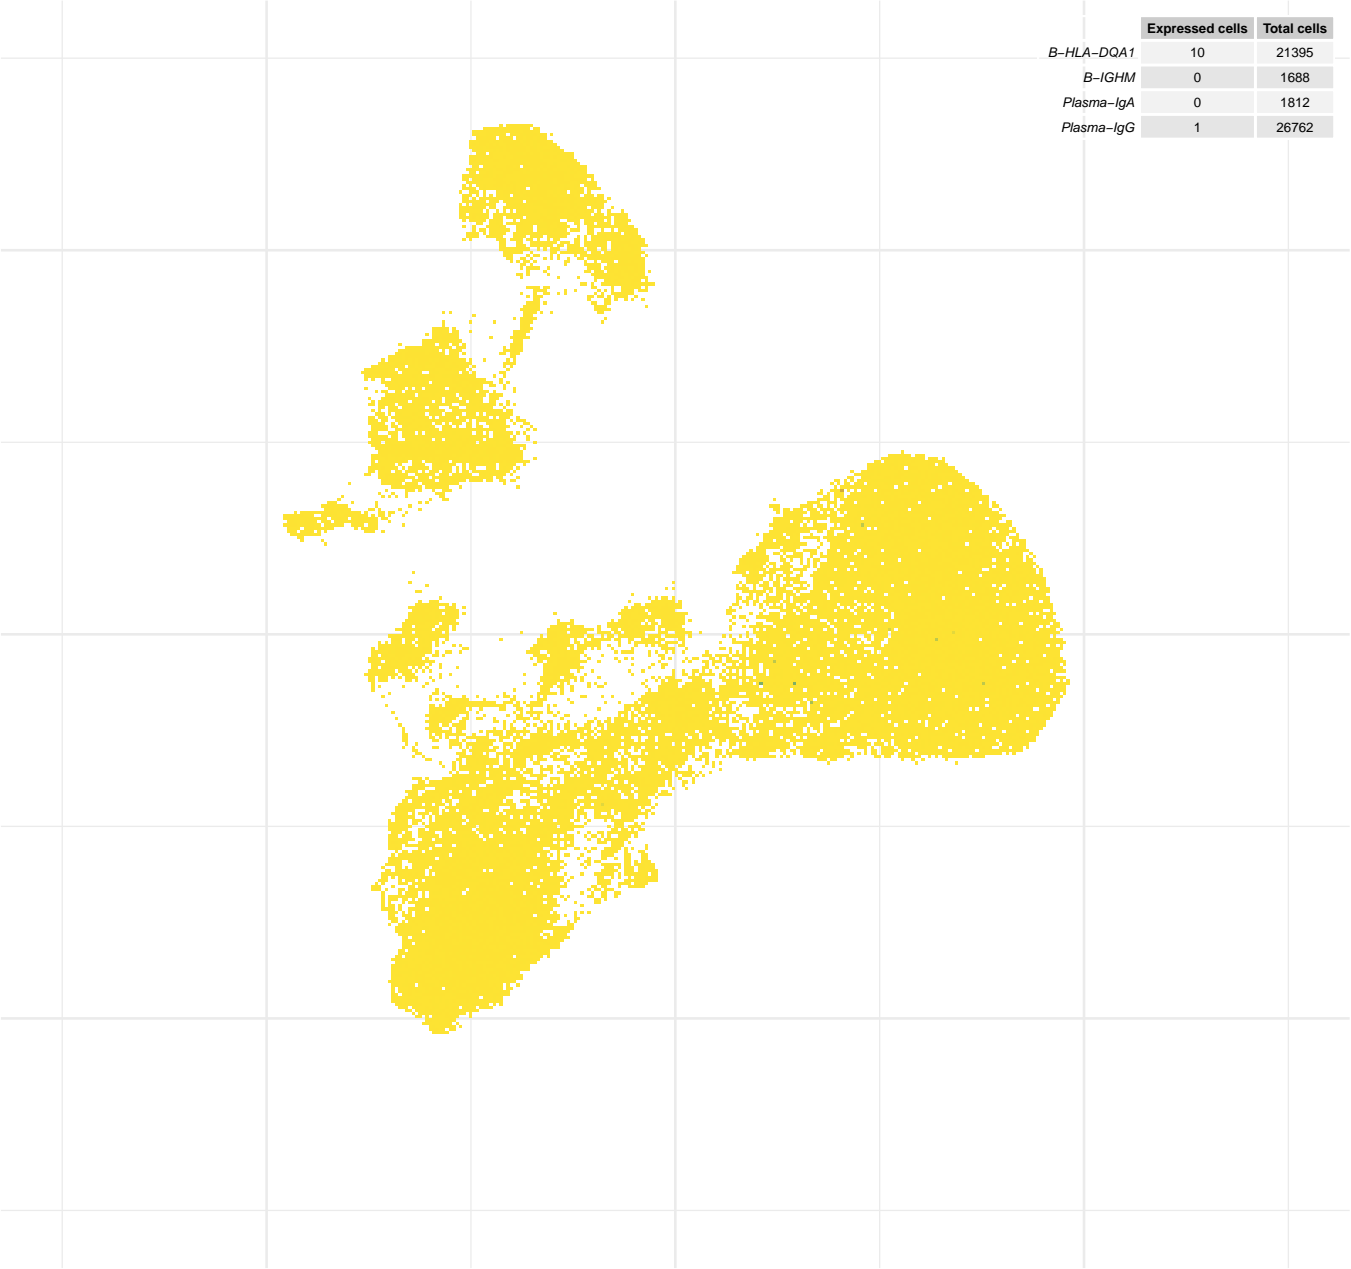 Expressed cells Total cells
B−HLA−DQA1 10 21395
B−IGHM 0 1688
Plasma−IgA 0 1812
Plasma−IgG 1 26762